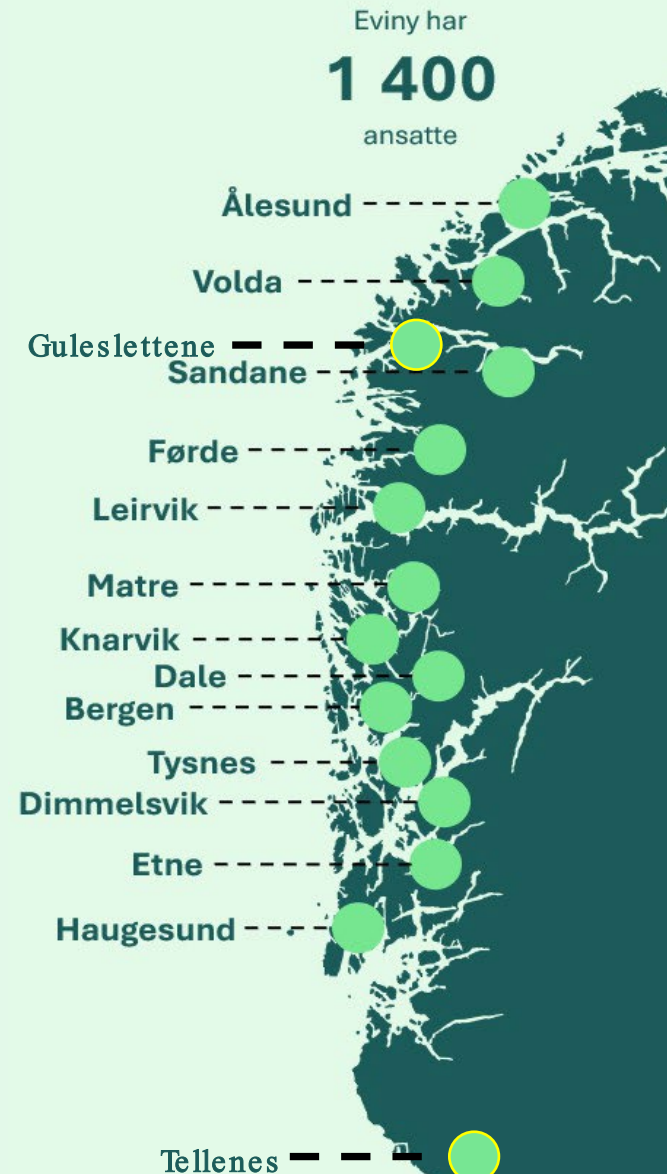 Eviny har
1 400
ansatte
Ålesund
Volda
Guleslettene
Sandane
Førde
Leirvik
Matre
Knarvik
Dale
Bergen
Tysnes
Dimmelsvik
Etne
Haugesund
Tellenes